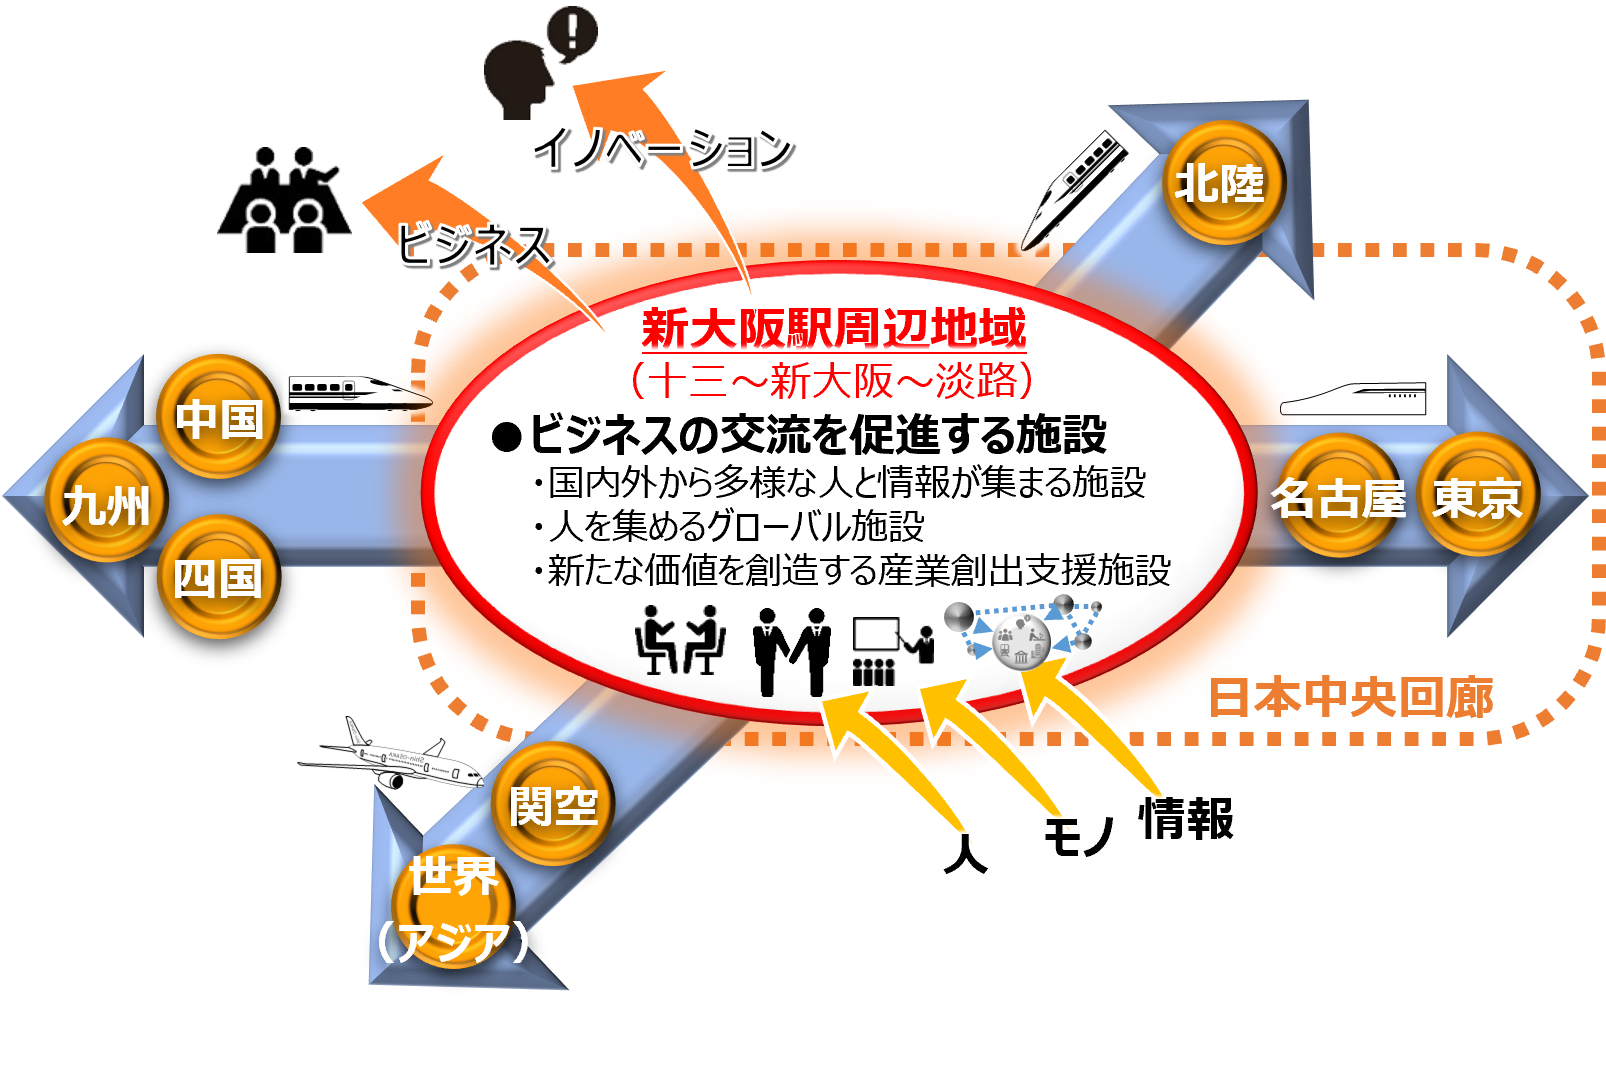 イノベーション
ビジネス
北陸
新大阪駅周辺地域
（十三～新大阪～淡路）
●ビジネスの交流を促進する施設
・国内外から多様な人と情報が集まる施設
・人を集めるグローバル施設
・新たな価値を創造する産業創出支援施設
中国
九州
四国
名古屋
東京
日本中央回廊
関空
世界
（アジア）
人
モノ
情報